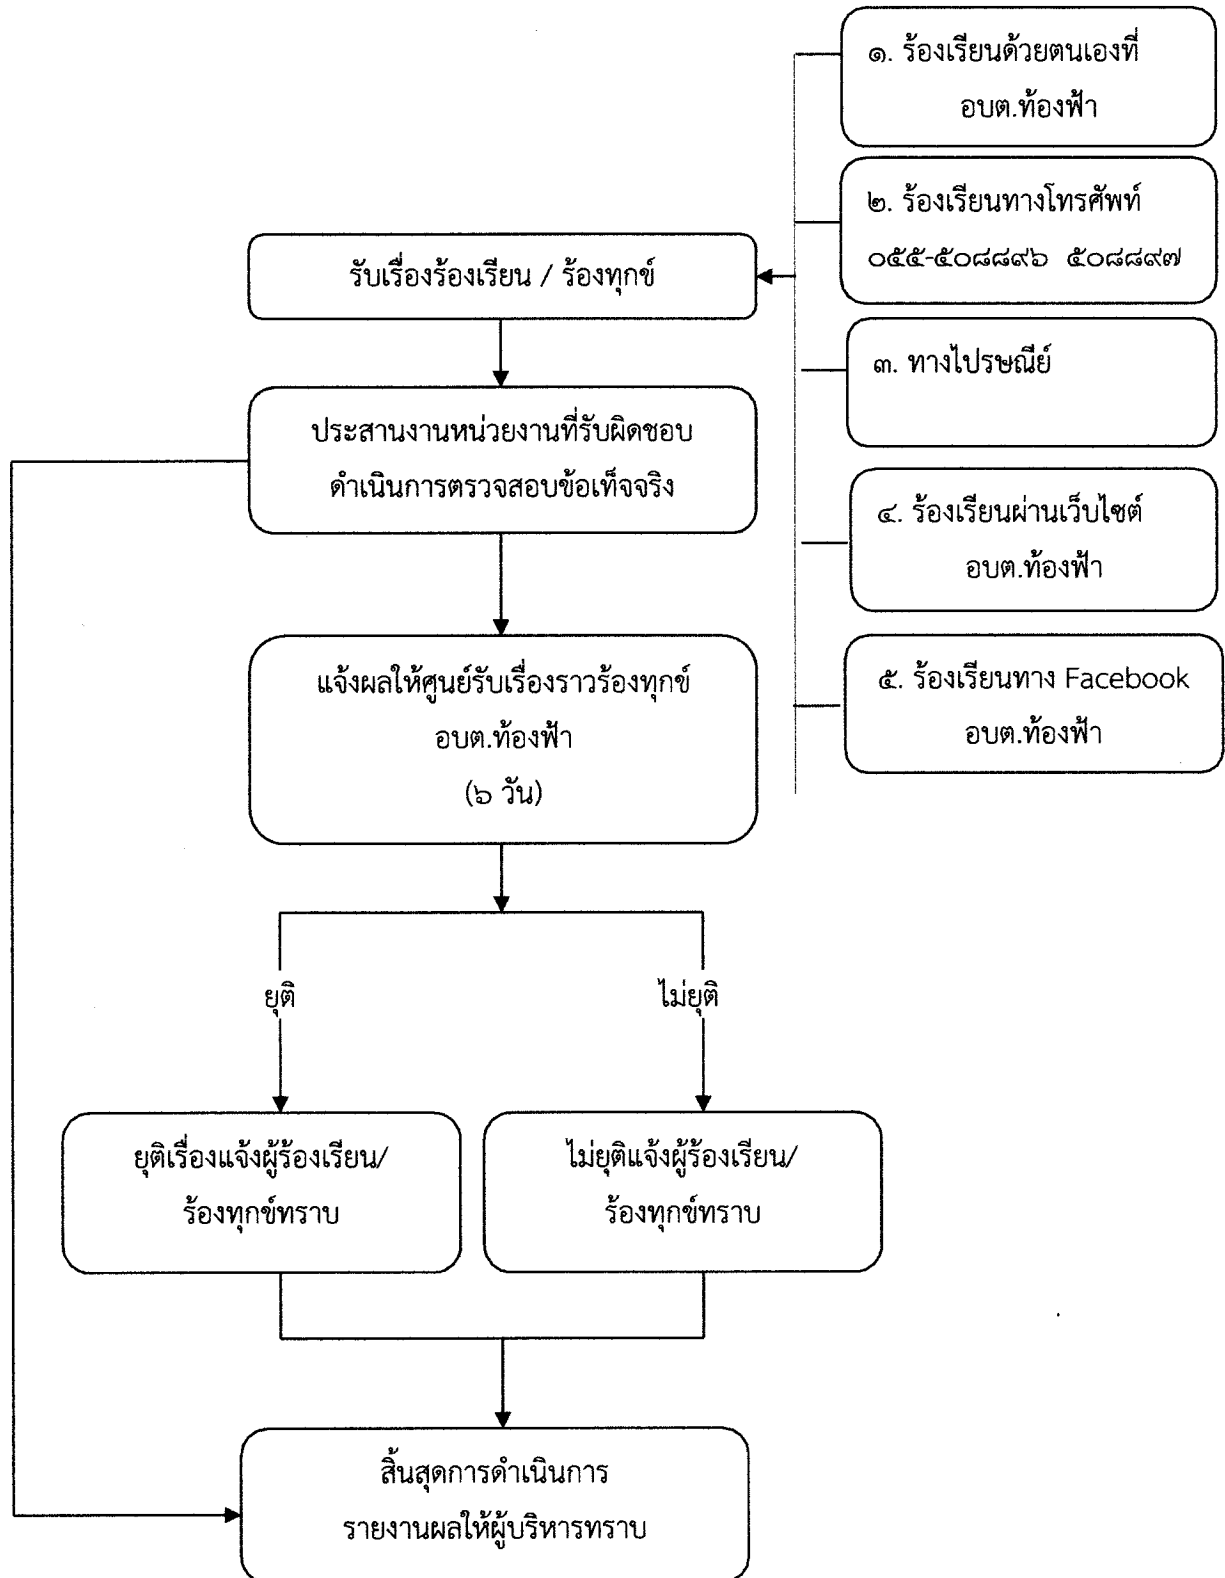 ๑. ร้องเรียนด้วยตนเองที่
อบต.ท้องฟ้า
๒. ร้องเรียนทางโทรศัพท์
๐๕๕-๕๐๘๘๙๖ ๕๐๘๘๙๗
รับเรื่องร้องเรียน / ร้องทุกข์
๓. ทางไปรษณีย์
ประสานงานหน่วยงานที่รับผิดชอบ
ดำเนินการตรวจสอบข้อเท็จจริง
๔. ร้องเรียนผ่านเว็บไซต์
อบต.ท้องฟ้า
๕. ร้องเรียนทาง Facebook
อบต.ท้องฟ้า
แจ้งผลให้ศูนย์รับเรื่องราวร้องทุกข์
อบต.ท้องฟ้า
(๖ วัน)
ยุติ
ไม่ยุติ
ยุติเรื่องแจ้งผู้ร้องเรียน/
ร้องทุกข์ทราบ
ไม่ยุติแจ้งผู้ร้องเรียน/
ร้องทุกข์ทราบ
สิ้นสุดการดำเนินการ
รายงานผลให้ผู้บริหารทราบ